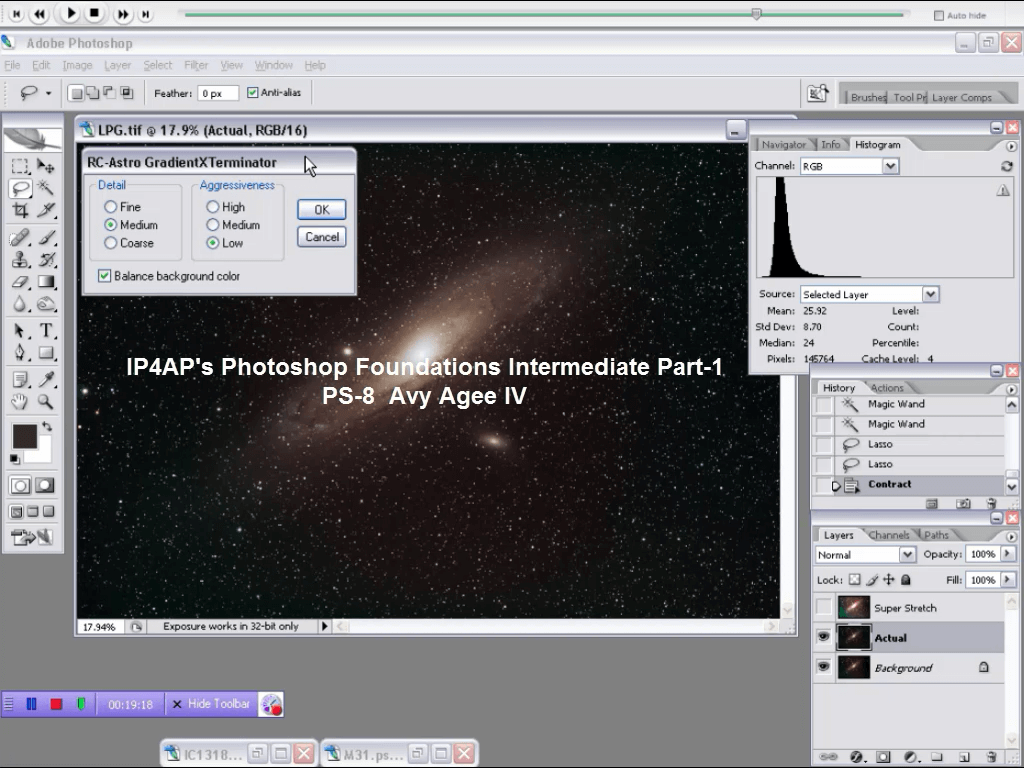 Auto hide
Adobe Photoshop
File Edit Image Layer Select Filter View Window Help
Feather: 0 px Anti-alias
Brushes Tool Pr Layer Comps
LPG.tif @ 17.9% (Actual, RGB/16)
RC-Astro GradientXTerminator
Detail
Fine
Medium
Coarse
Aggressiveness
High
Medium
Low
OK
Cancel
Balance background color
IP4AP's Photoshop Foundations Intermediate Part-1
PS-8 Avy Agee IV
17.94% Exposure works in 32-bit only
Navigator Info Histogram
Channel: RGB
Source: Selected Layer
Mean: 25.92 Level:
Std Dev: 8.70 Count:
Median: 24 Percentile:
Pixels: 145764 Cache Level: 4
History Actions
Magic Wand
Magic Wand
Lasso
Lasso
Contract
Layers Channels Paths
Normal Opacity: 100%
Lock: Fill: 100%
Super Stretch
Actual
Background
00:19:18 Hide Toolbar
IC1318... M31.ps...